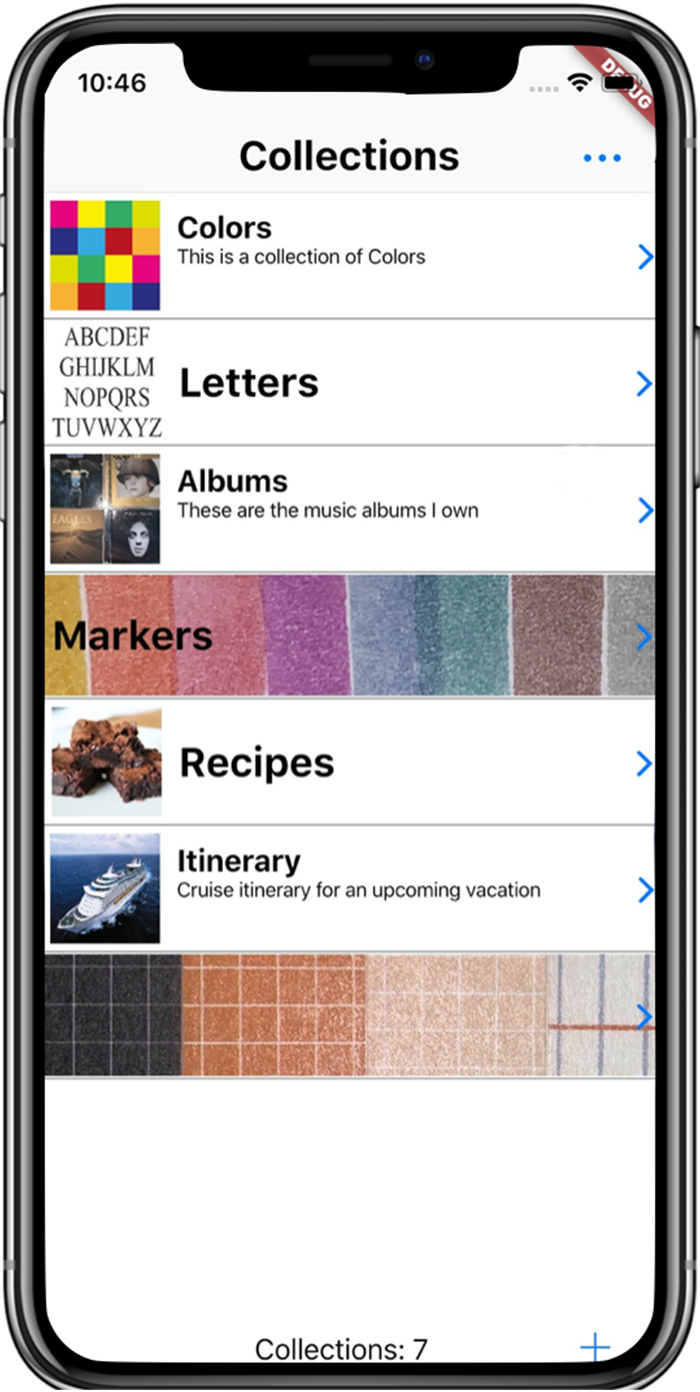 10:46
DEBUG
Collections
Colors
This is a collection of Colors
ABCDEF
GHIJKLM
NOPQRS
TUVWXYZ
Letters
EAGLES
Albums
These are the music albums I own
Markers
Recipes
Itinerary
Cruise itinerary for an upcoming vacation
Collections: 7